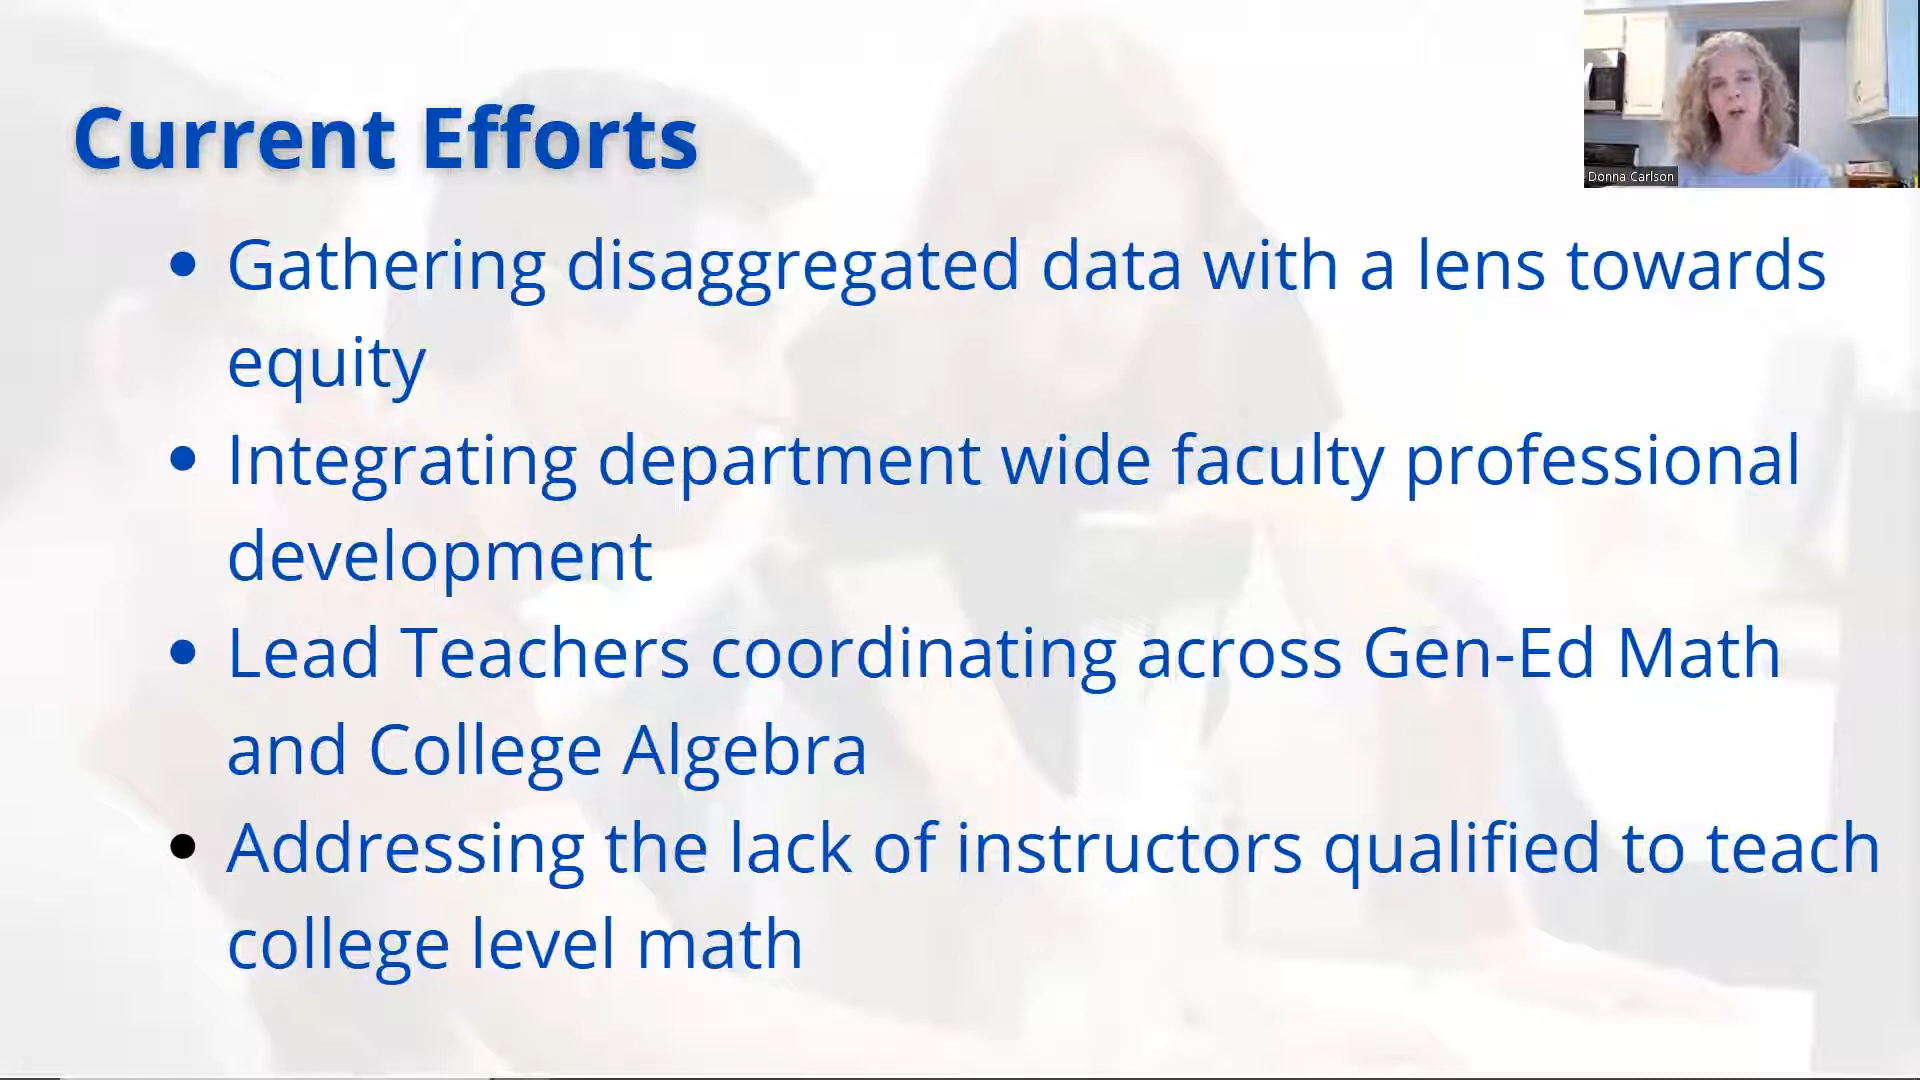 Current Efforts
Donna Carlson
• Gathering disaggregated data with a lens towards
equity
• Integrating department wide faculty professional
development
• Lead Teachers coordinating across Gen-Ed Math
and College Algebra
• Addressing the lack of instructors qualified to teach
college level math